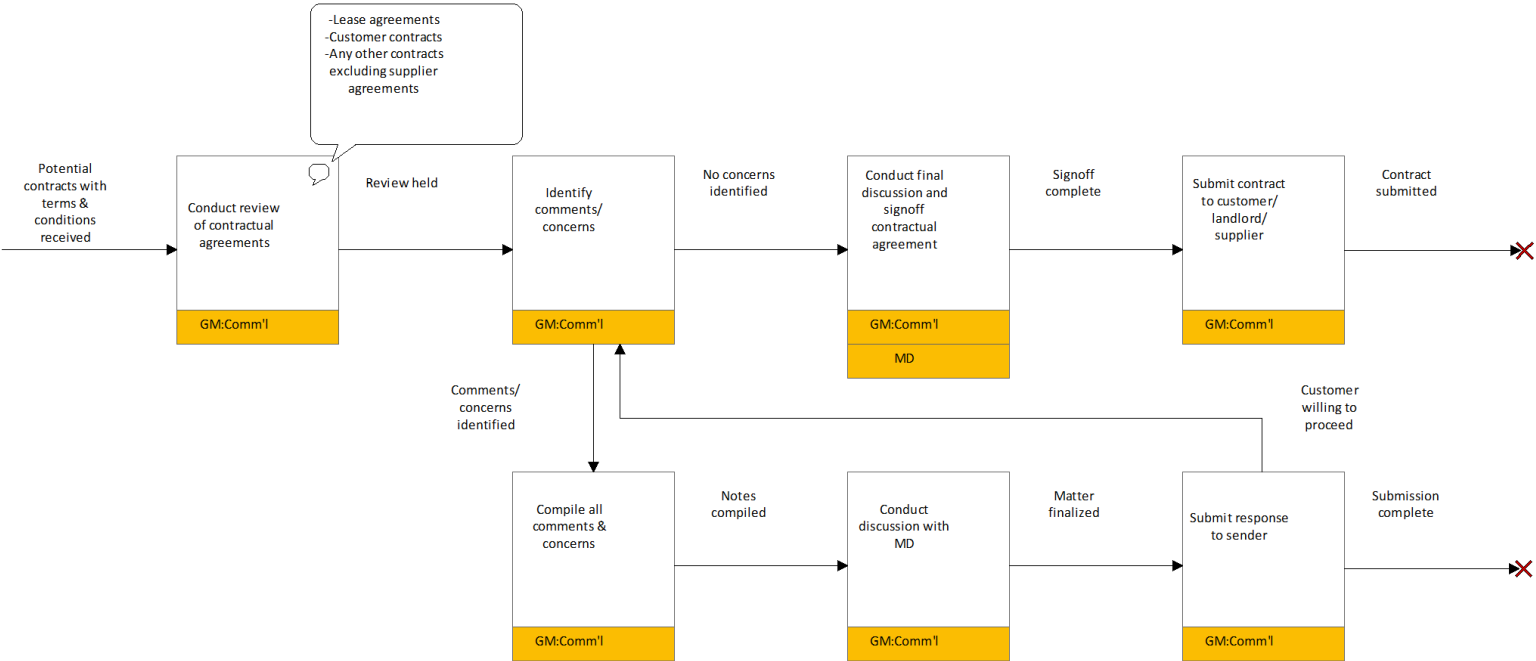 -Lease agreements
-Customer contracts
-Any other contracts
excluding supplier
agreements
Potential
contracts with
terms &
conditions
received
Conduct review
of contractual
agreements
GM:Comm'l
Review held
Identify
comments/
concerns
GM:Comm'l
No concerns
identified
Conduct final
discussion and
signoff
contractual
agreement
GM:Comm'l
MD
Signoff
complete
Submit contract
to customer/
landlord/
supplier
GM:Comm'l
Contract
submitted
Comments/
concerns
identified
Customer
willing to
proceed
Compile all
comments &
concerns
GM:Comm'l
Notes
compiled
Conduct
discussion with
MD
GM:Comm'l
Matter
finalized
Submit response
to sender
GM:Comm'l
Submission
complete